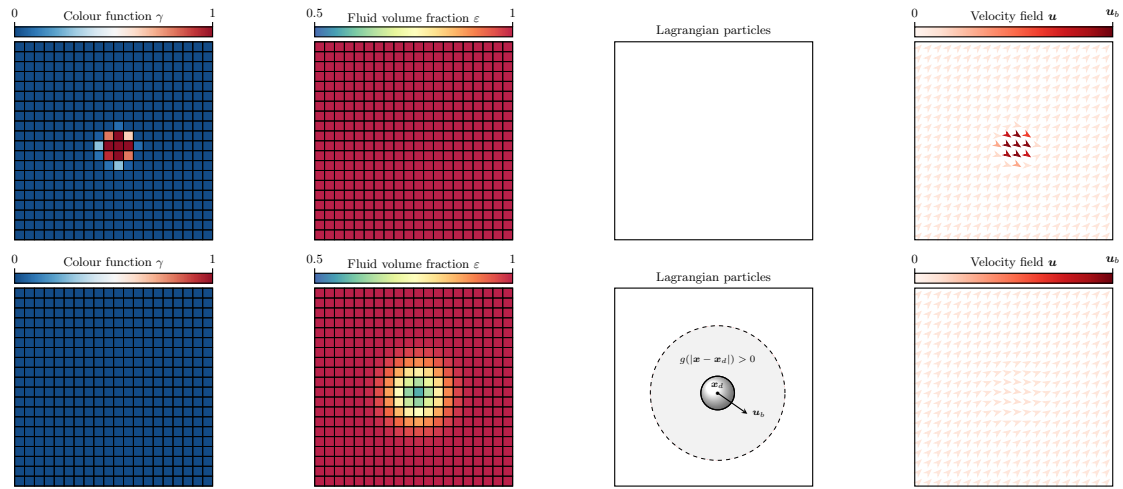 Colour function γ
0 1
Fluid volume fraction ε
0.5 1
Lagrangian particles
Velocity field u
0 u_b
Colour function γ
0 1
Fluid volume fraction ε
0.5 1
Lagrangian particles
g(|x − x_d|) > 0
x_d
u_b
Velocity field u
0 u_b